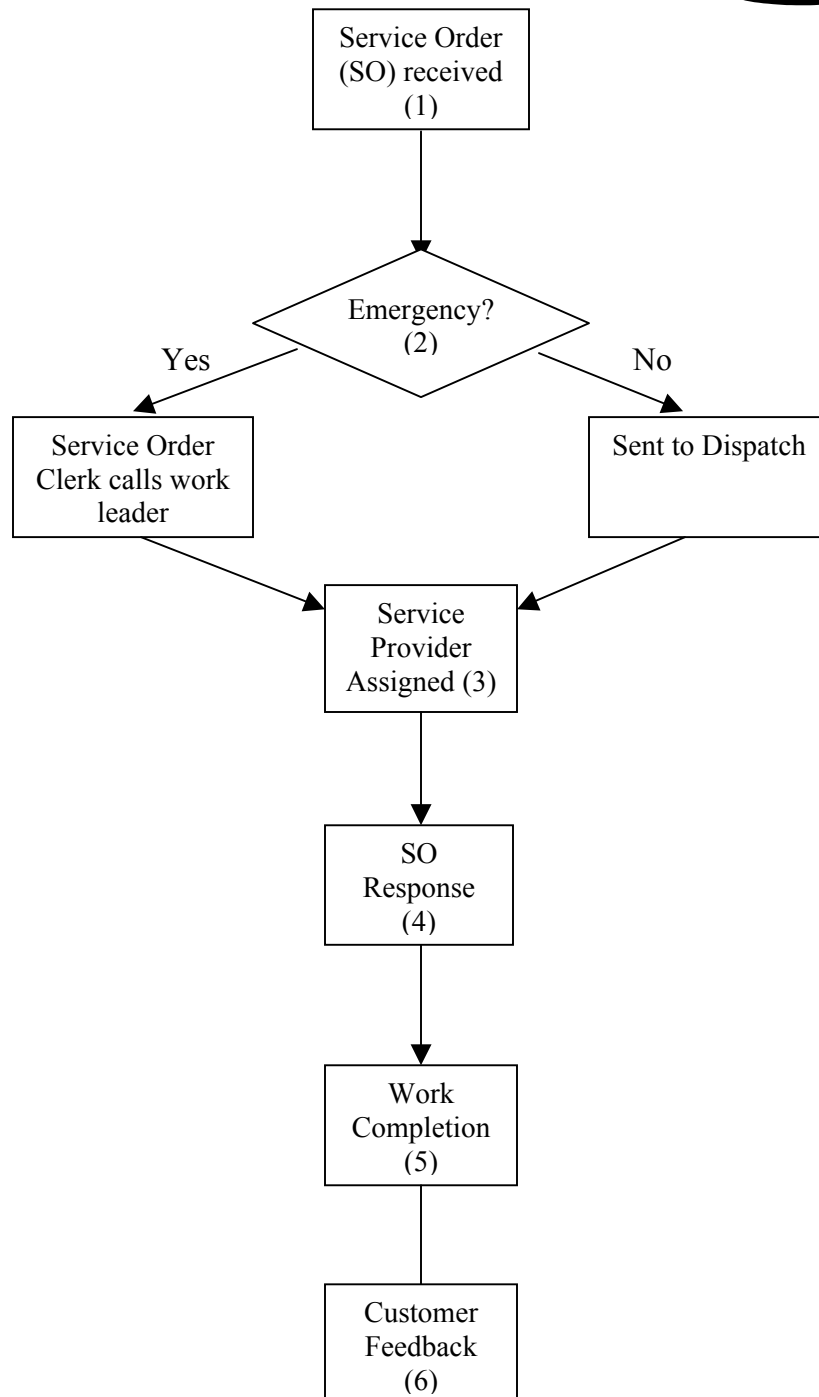 Service Order
(SO) received
(1)
Emergency?
(2)
Yes
No
Service Order
Clerk calls work
leader
Sent to Dispatch
Service
Provider
Assigned (3)
SO
Response
(4)
Work
Completion
(5)
Customer
Feedback
(6)